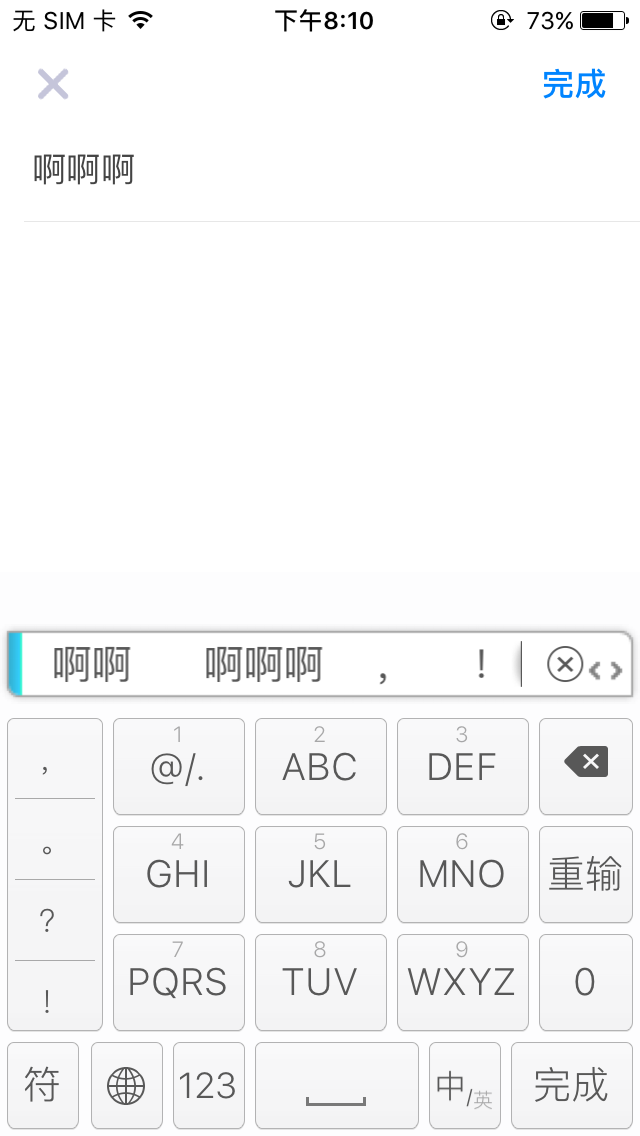 无 SIM 卡 下午8:10 73%
完成
啊啊啊
啊啊 啊啊啊 , !
, 1 2 3
@/. ABC DEF
。 4 5 6
GHI JKL MNO 重输
?
7 8 9
! PQRS TUV WXYZ 0
符 123 中/英 完成